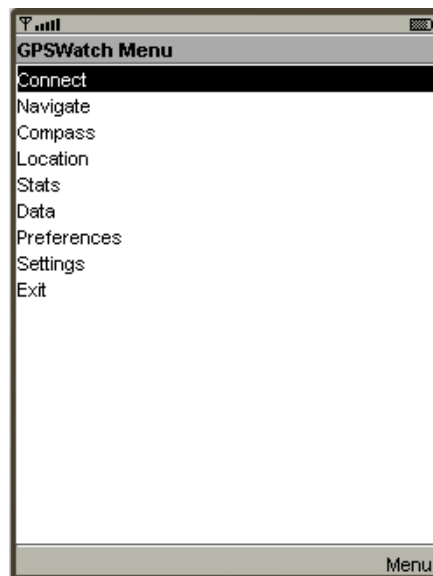 GPSWatch Menu
Connect
Navigate
Compass
Location
Stats
Data
Preferences
Settings
Exit
Menu